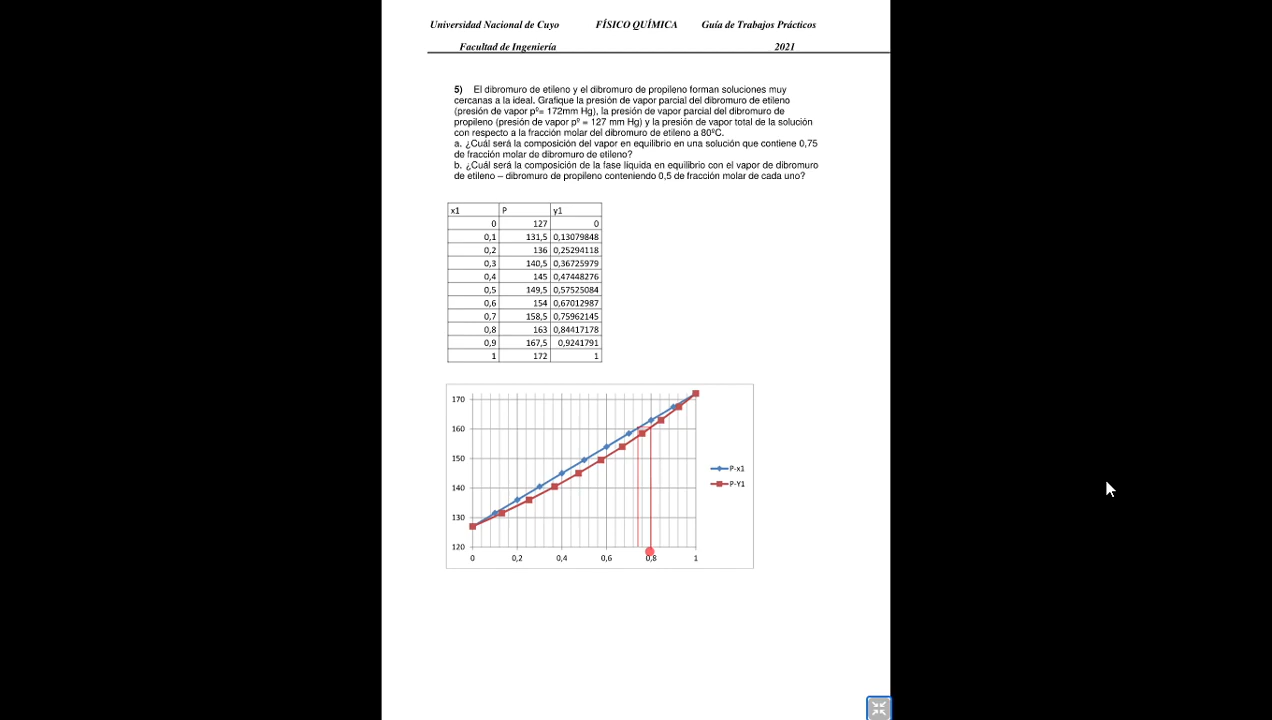 Universidad Nacional de Cuyo FÍSICO QUÍMICA Guía de Trabajos Prácticos
Facultad de Ingeniería 2021
5) El dibromuro de etileno y el dibromuro de propileno forman soluciones muy
cercanas a la ideal. Grafique la presión de vapor parcial del dibromuro de etileno
(presión de vapor pº= 172mm Hg), la presión de vapor parcial del dibromuro de
propileno (presión de vapor pº = 127 mm Hg) y la presión de vapor total de la solución
con respecto a la fracción molar del dibromuro de etileno a 80ºC.
a. ¿Cuál será la composición del vapor en equilibrio en una solución que contiene 0,75
de fracción molar de dibromuro de etileno?
b. ¿Cuál será la composición de la fase líquida en equilibrio con el vapor de dibromuro
de etileno – dibromuro de propileno conteniendo 0,5 de fracción molar de cada uno?
x1 P y1
0 127 0
0,1 131,5 0,13079848
0,2 136 0,25294118
0,3 140,5 0,36725979
0,4 145 0,47448276
0,5 149,5 0,57525084
0,6 154 0,67012987
0,7 158,5 0,75962145
0,8 163 0,84417178
0,9 167,5 0,9241791
1 172 1
170
160
150
140
130
120
0 0,2 0,4 0,6 0,8 1
P-x1
P-Y1